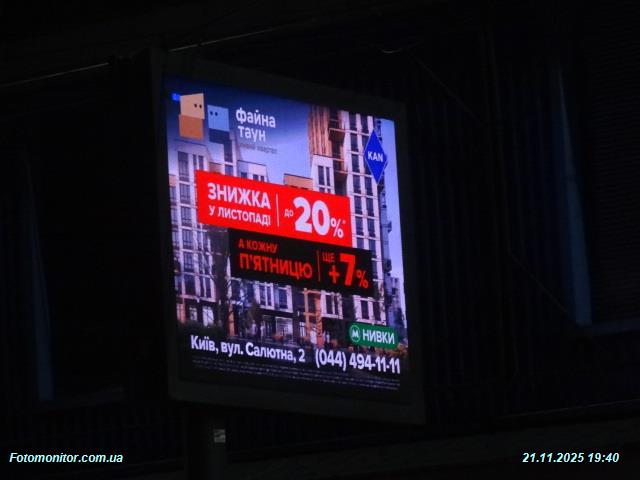 файна
таун
KAN
ЗНИЖКА
У ЛИСТОПАДІ
ДО
20%*
А КОЖНУ
П'ЯТНИЦЮ
ЩЕ
+7%
М НИВКИ
Київ, вул. Салютна, 2 (044) 494-11-11
Fotomonitor.com.ua
21.11.2025 19:40